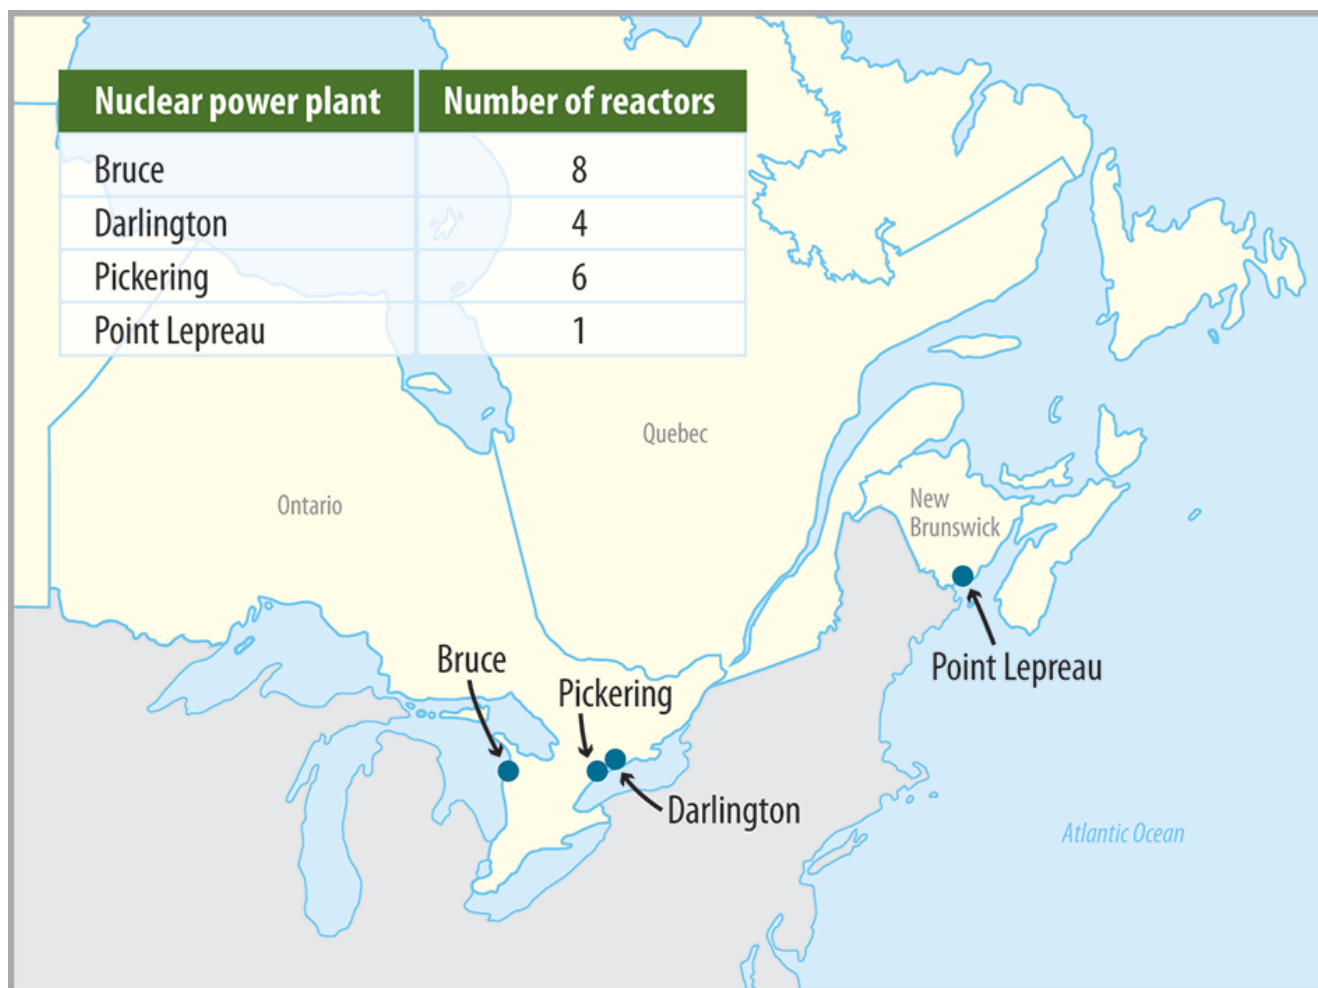 Nuclear power plant Number of reactors
Bruce 8
Darlington 4
Pickering 6
Point Lepreau 1
Quebec
Ontario
New
Brunswick
Bruce
Pickering
Point Lepreau
Darlington
Atlantic Ocean